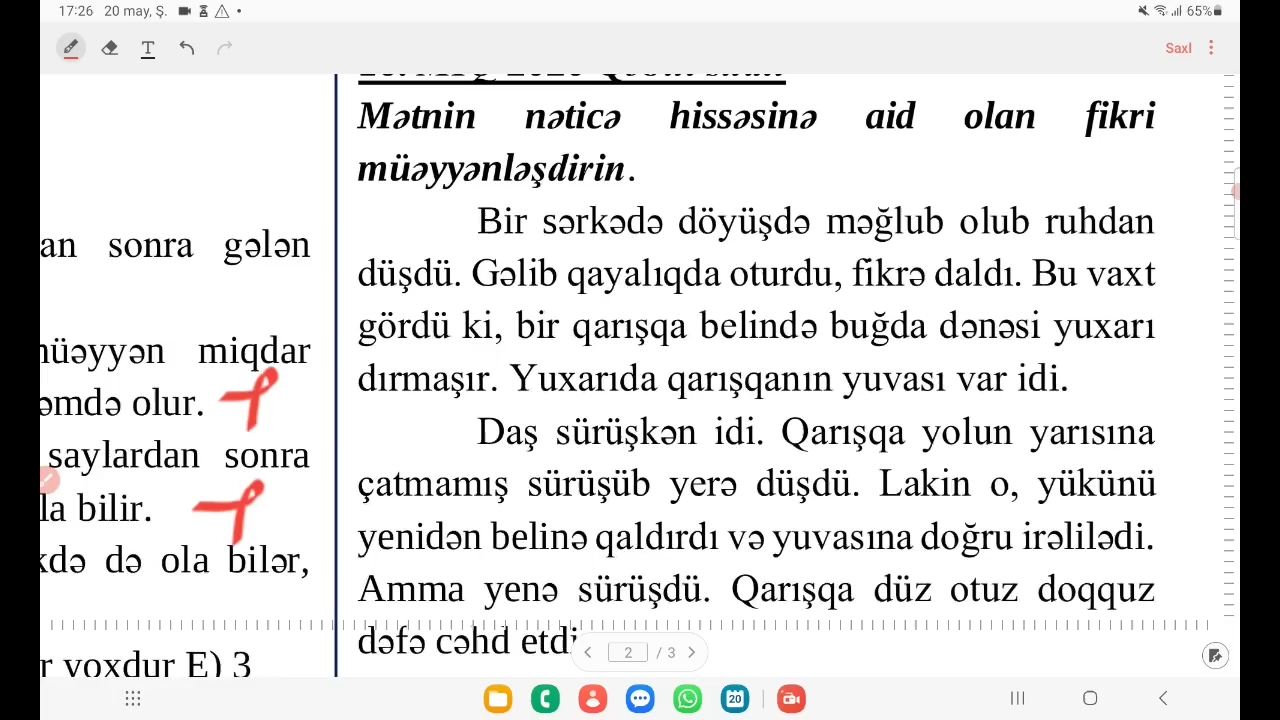 17:26 20 may, Ş.
65%
T
Saxl
Mətnin nəticə hissəsinə aid olan fikri
müəyyənləşdirin.
Bir sərkədə döyüşdə məğlub olub ruhdan
düşdü. Gəlib qayalıqda oturdu, fikrə daldı. Bu vaxt
gördü ki, bir qarışqa belində buğda dənəsi yuxarı
dırmaşır. Yuxarıda qarışqanın yuvası var idi.
Daş sürüşkən idi. Qarışqa yolun yarısına
çatmamış sürüşüb yerə düşdü. Lakin o, yükünü
yenidən belinə qaldırdı və yuvasına doğru irəlilədi.
Amma yenə sürüşdü. Qarışqa düz otuz doqquz
dəfə cəhd etdi
an sonra gələn
müəyyən miqdar
əmdə olur.
saylardan sonra
la bilir.
kdə də ola bilər,
r yoxdur E) 3
2 / 3
20